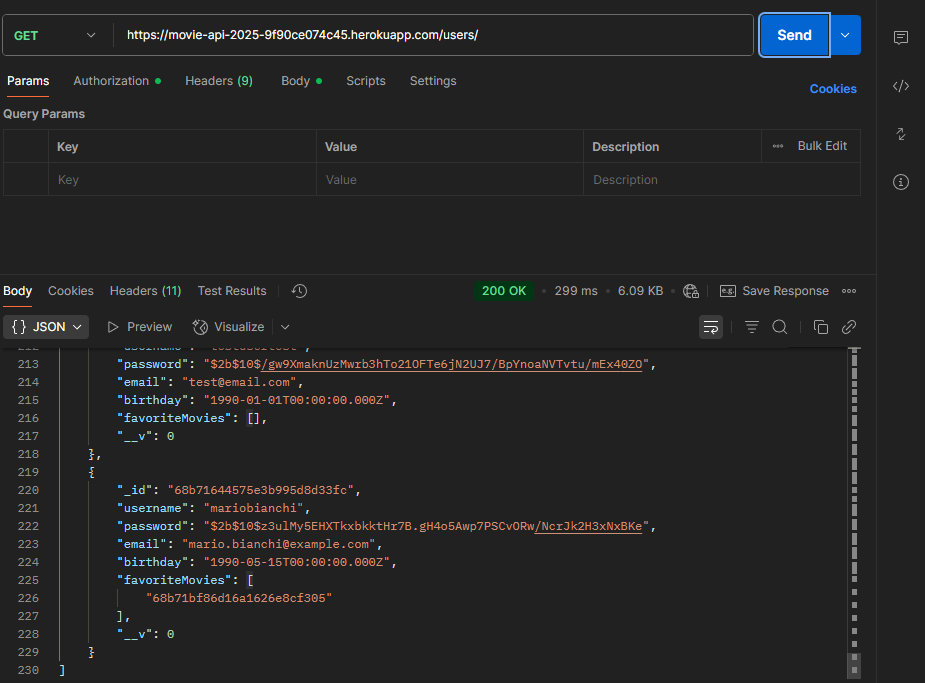 GET https://movie-api-2025-9f90ce074c45.herokuapp.com/users/ Send
Params Authorization Headers (9) Body Scripts Settings Cookies
Query Params
Key Value Description Bulk Edit
Key Value Description
Body Cookies Headers (11) Test Results 200 OK 299 ms 6.09 KB e.g. Save Response
{} JSON Preview Visualize
213 "password": "$2b$10$/gw9XmaknUzMwrb3hTo21OFTe6jN2UJ7/BpYnoaNVTvtu/mEx40ZO",
214 "email": "test@email.com",
215 "birthday": "1990-01-01T00:00:00.000Z",
216 "favoriteMovies": [],
217 "__v": 0
218 },
219 {
220 "_id": "68b71644575e3b995d8d33fc",
221 "username": "mariobianchi",
222 "password": "$2b$10$z3ulMy5EHXTkxbkktHr7B.gH4o5Awp7PSCvORw/NcrJk2H3xNxBKe",
223 "email": "mario.bianchi@example.com",
224 "birthday": "1990-05-15T00:00:00.000Z",
225 "favoriteMovies": [
226 "68b71bf86d16a1626e8cf305"
227 ],
228 "__v": 0
229 }
230 ]